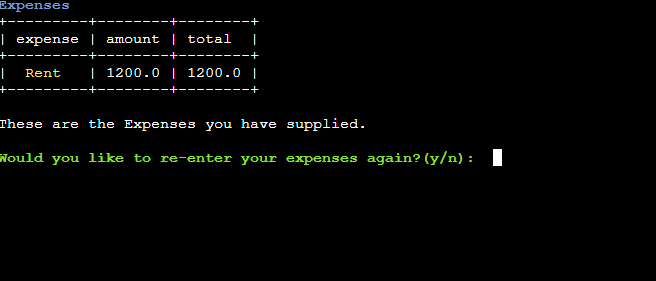 Expenses
+---------+--------+--------+
| expense | amount | total  |
+---------+--------+--------+
|  Rent   | 1200.0 | 1200.0 |
+---------+--------+--------+
These are the Expenses you have supplied.
Would you like to re-enter your expenses again?(y/n):